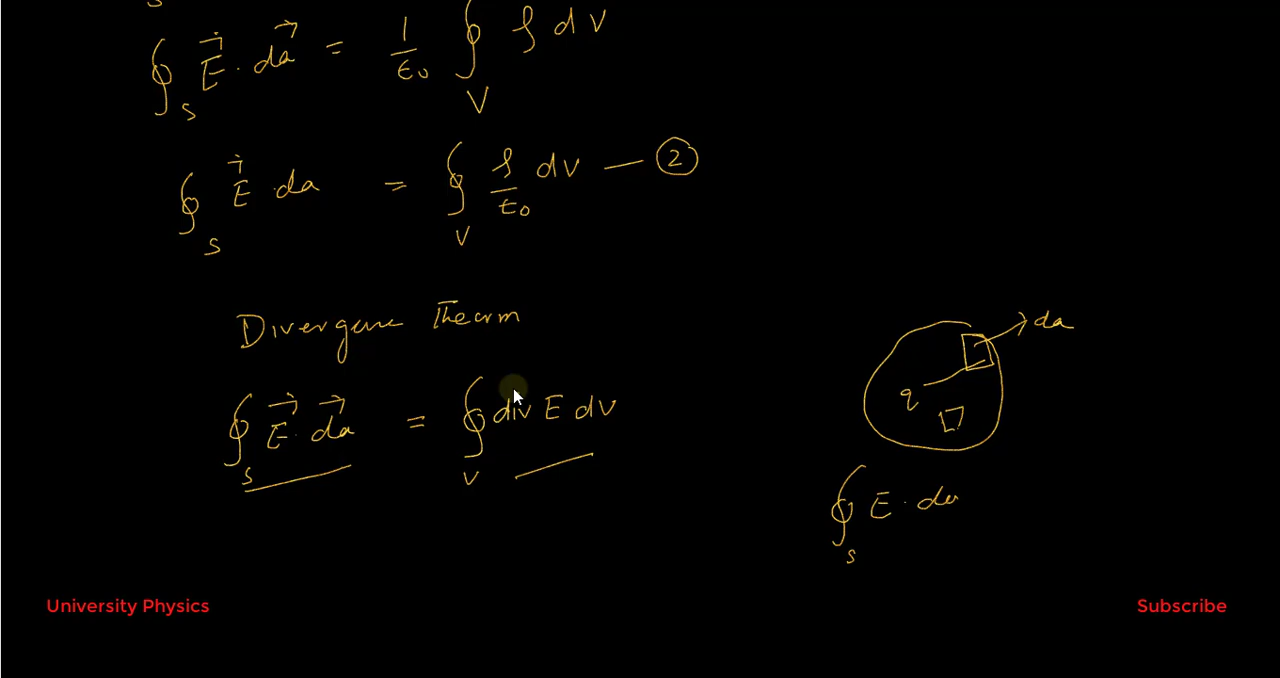 S
∮_S E⃗ · da⃗ = 1/ε₀ ∮_V ρ dV
∮_S E⃗ · da = ∮_V ρ/ε₀ dV — ②
Divergenc Theorm
∮_S E⃗ · da⃗ = ∮_V div E dV
da
q
∮_S E · da
University Physics
Subscribe